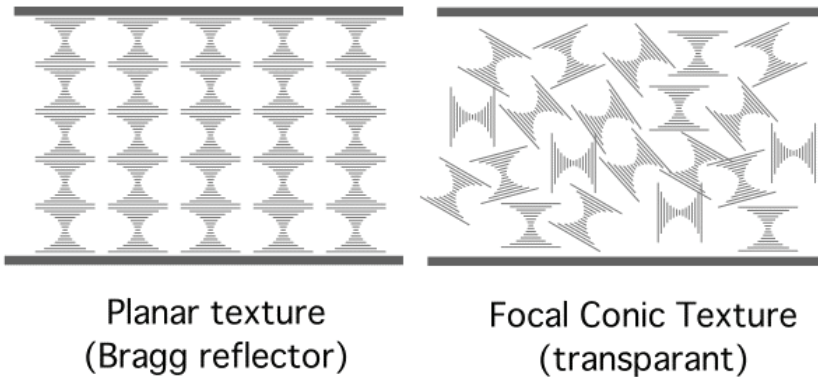 Planar texture
(Bragg reflector)
Focal Conic Texture
(transparant)